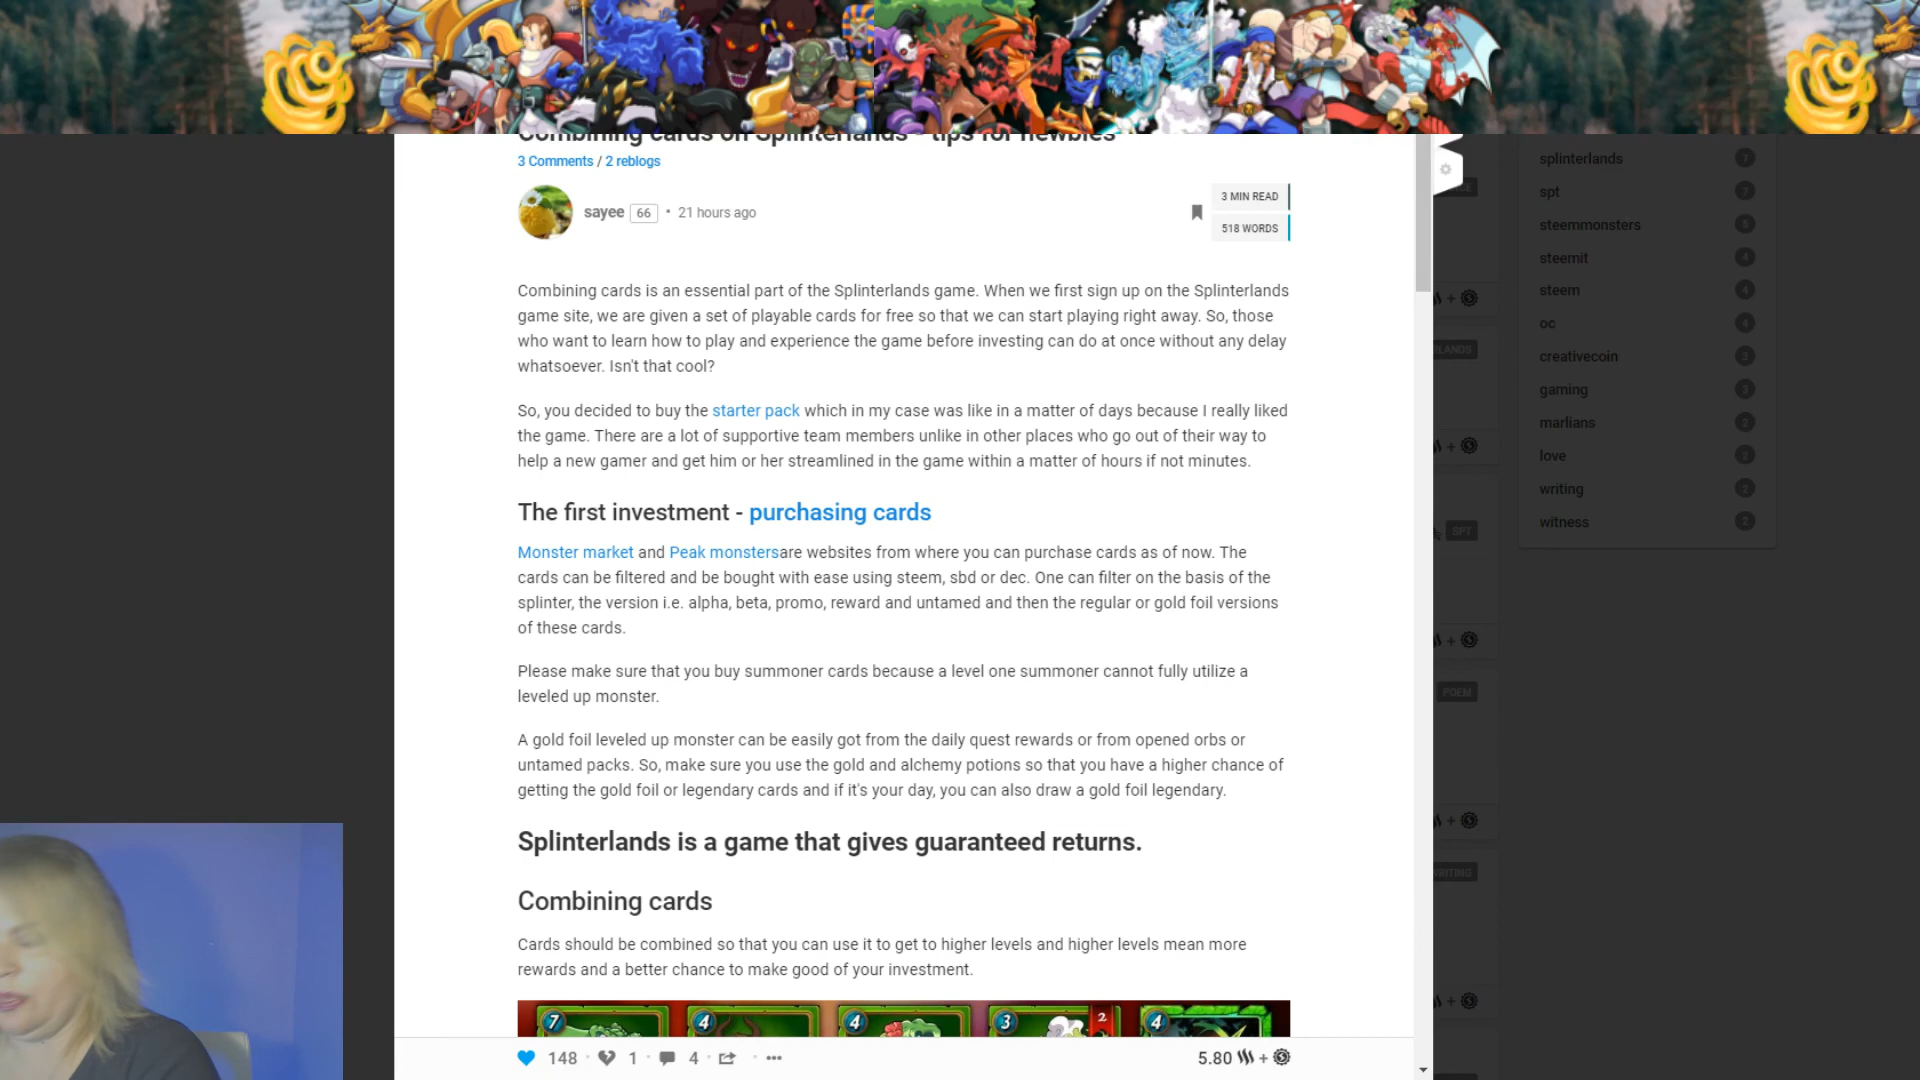 Combining cards on Splinterlands - tips for newbies
3 Comments / 2 reblogs
sayee 66 • 21 hours ago
3 MIN READ
518 WORDS
Combining cards is an essential part of the Splinterlands game. When we first sign up on the Splinterlands
game site, we are given a set of playable cards for free so that we can start playing right away. So, those
who want to learn how to play and experience the game before investing can do at once without any delay
whatsoever. Isn't that cool?
So, you decided to buy the starter pack which in my case was like in a matter of days because I really liked
the game. There are a lot of supportive team members unlike in other places who go out of their way to
help a new gamer and get him or her streamlined in the game within a matter of hours if not minutes.
The first investment - purchasing cards
Monster market and Peak monstersare websites from where you can purchase cards as of now. The
cards can be filtered and be bought with ease using steem, sbd or dec. One can filter on the basis of the
splinter, the version i.e. alpha, beta, promo, reward and untamed and then the regular or gold foil versions
of these cards.
Please make sure that you buy summoner cards because a level one summoner cannot fully utilize a
leveled up monster.
A gold foil leveled up monster can be easily got from the daily quest rewards or from opened orbs or
untamed packs. So, make sure you use the gold and alchemy potions so that you have a higher chance of
getting the gold foil or legendary cards and if it's your day, you can also draw a gold foil legendary.
Splinterlands is a game that gives guaranteed returns.
Combining cards
Cards should be combined so that you can use it to get to higher levels and higher levels mean more
rewards and a better chance to make good of your investment.
7 4 4 3 2 4
148 · 1 · 4 · · •••
5.80 +
splinterlands 7
spt 7
steemmonsters 5
steemit 4
steem 4
oc 4
creativecoin 3
gaming 3
marlians 2
love 2
writing 2
witness 2
SPT
POEM